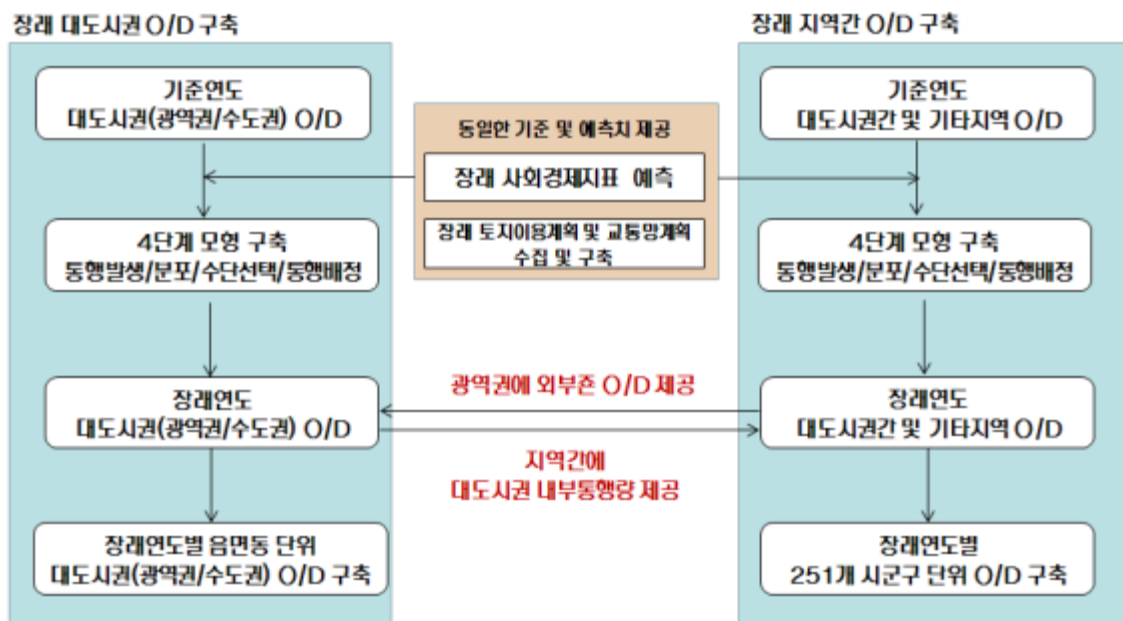 장래 대도시권 O/D 구축
기준연도
대도시권(광역권/수도권) O/D
4단계 모형 구축
통행발생/분포/수단선택/통행배정
장래연도
대도시권(광역권/수도권) O/D
장래연도별 읍면동 단위
대도시권(광역권/수도권) O/D 구축
동일한 기준 및 예측치 제공
장래 사회경제지표 예측
장래 토지이용계획 및 교통망계획
수집 및 구축
광역권에 외부존 O/D 제공
지역간에
대도시권 내부통행량 제공
장래 지역간 O/D 구축
기준연도
대도시권간 및 기타지역 O/D
4단계 모형 구축
통행발생/분포/수단선택/통행배정
장래연도
대도시권간 및 기타지역 O/D
장래연도별
251개 시군구 단위 O/D 구축